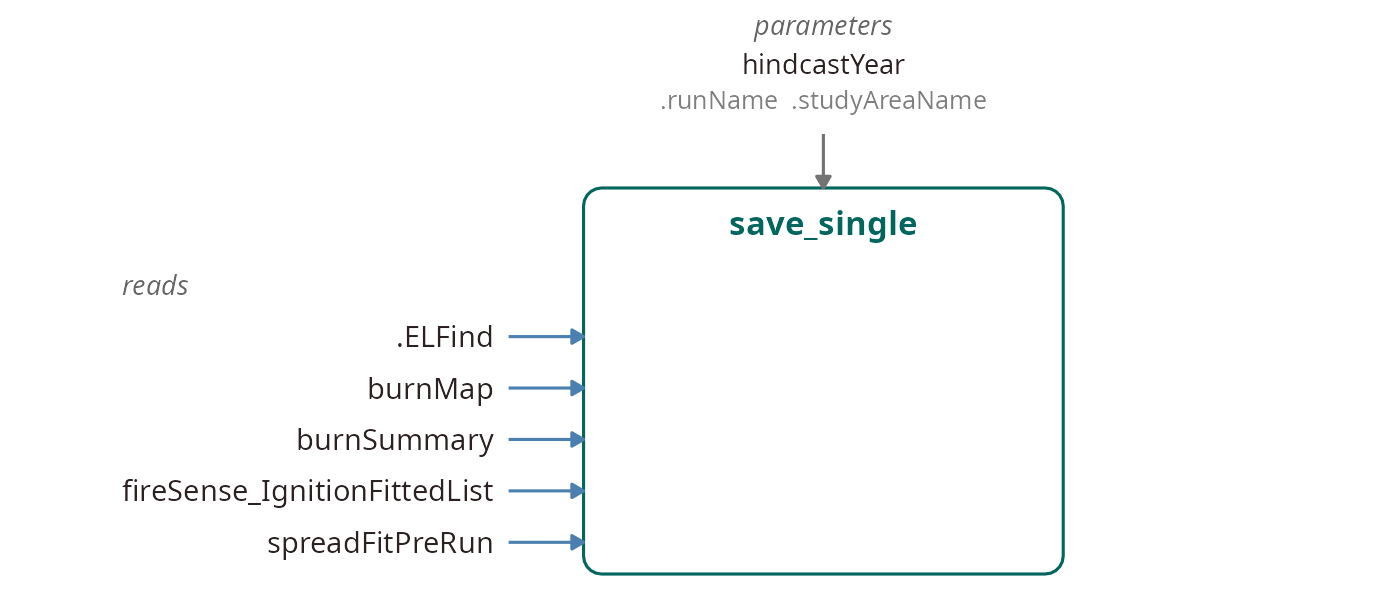 parameters
hindcastYear
.runName .studyAreaName
save_single
reads
.ELFind
burnMap
burnSummary
fireSense_IgnitionFittedList
spreadFitPreRun